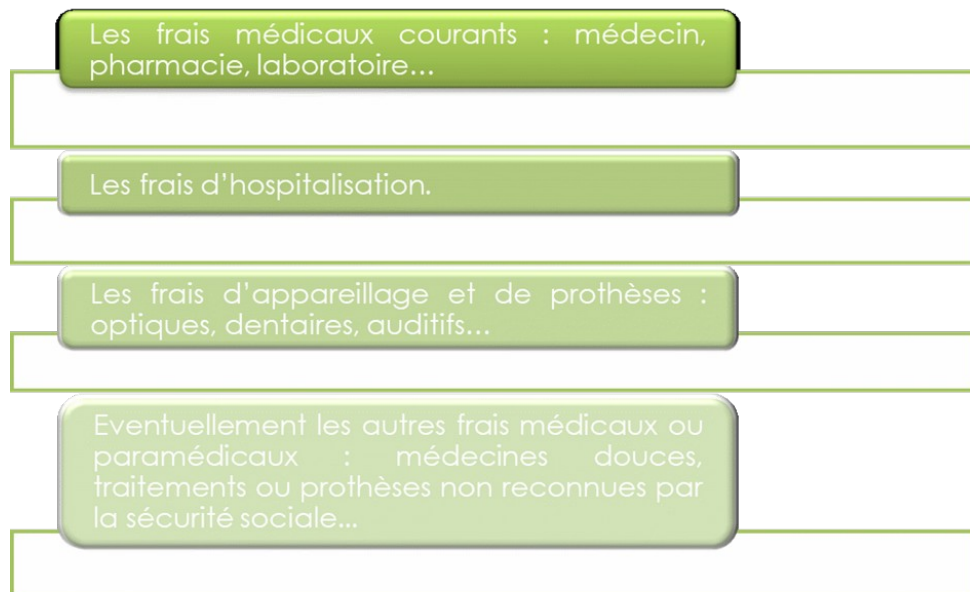 Les frais médicaux courants : médecin,
pharmacie, laboratoire...
Les frais d'hospitalisation.
Les frais d'appareillage et de prothèses :
optiques, dentaires, auditifs...
Eventuellement les autres frais médicaux ou
paramédicaux : médecines douces,
traitements ou prothèses non reconnues par
la sécurité sociale...